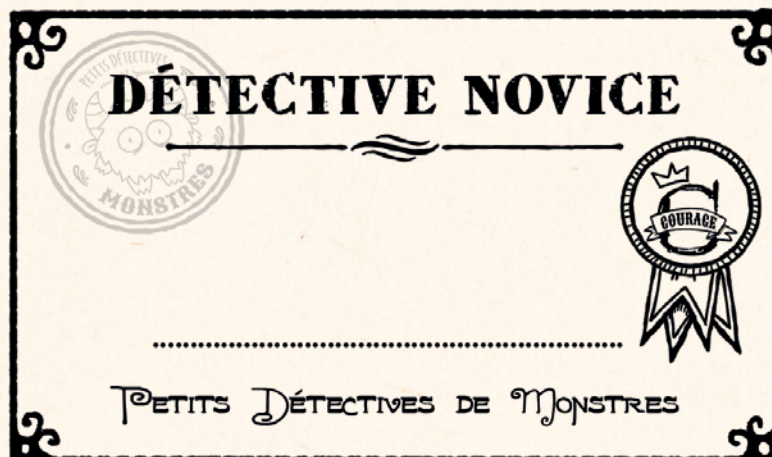 PETITS DÉTECTIVES
MONSTRES
DÉTECTIVE NOVICE
C
COURAGE
PETITS DÉTECTIVES DE MONSTRES